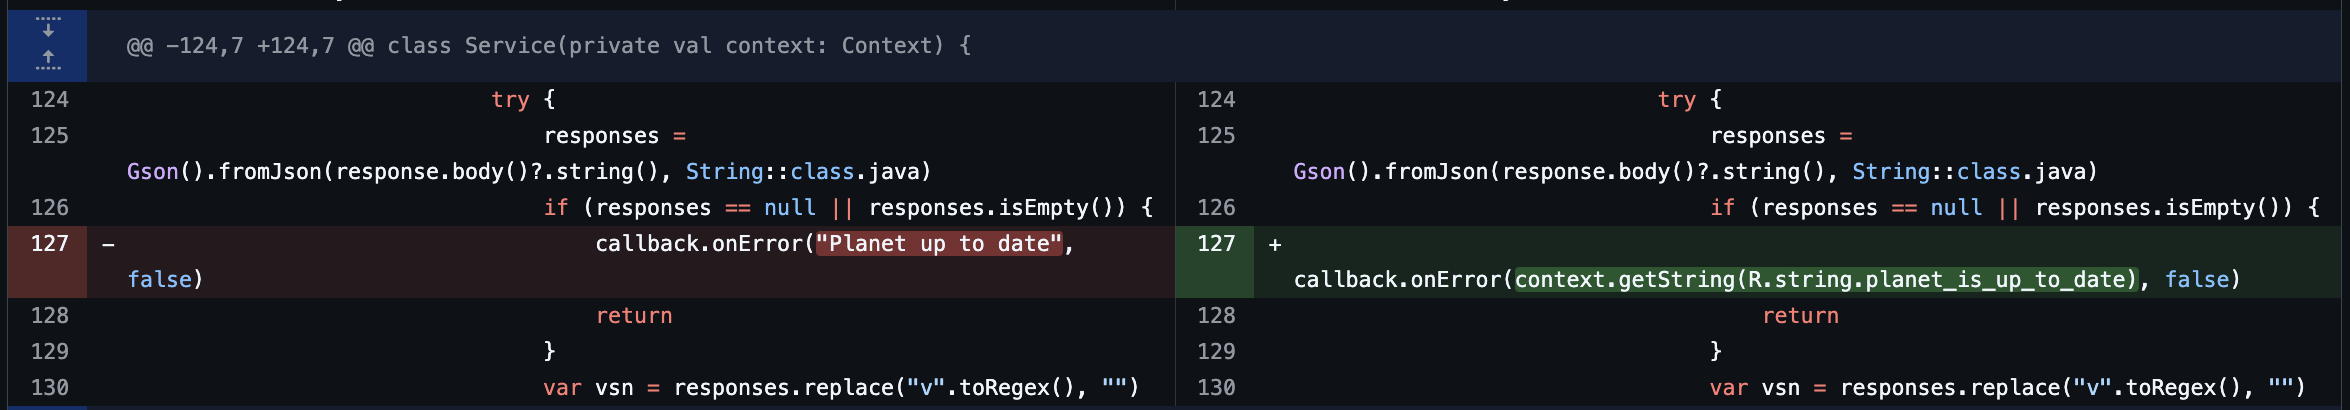 @@ -124,7 +124,7 @@ class Service(private val context: Context) {
124 try {
125 responses =
Gson().fromJson(response.body()?.string(), String::class.java)
126 if (responses == null || responses.isEmpty()) {
127 - callback.onError("Planet up to date",
false)
128 return
129 }
130 var vsn = responses.replace("v".toRegex(), "")
124 try {
125 responses =
Gson().fromJson(response.body()?.string(), String::class.java)
126 if (responses == null || responses.isEmpty()) {
127 +
callback.onError(context.getString(R.string.planet_is_up_to_date), false)
128 return
129 }
130 var vsn = responses.replace("v".toRegex(), "")